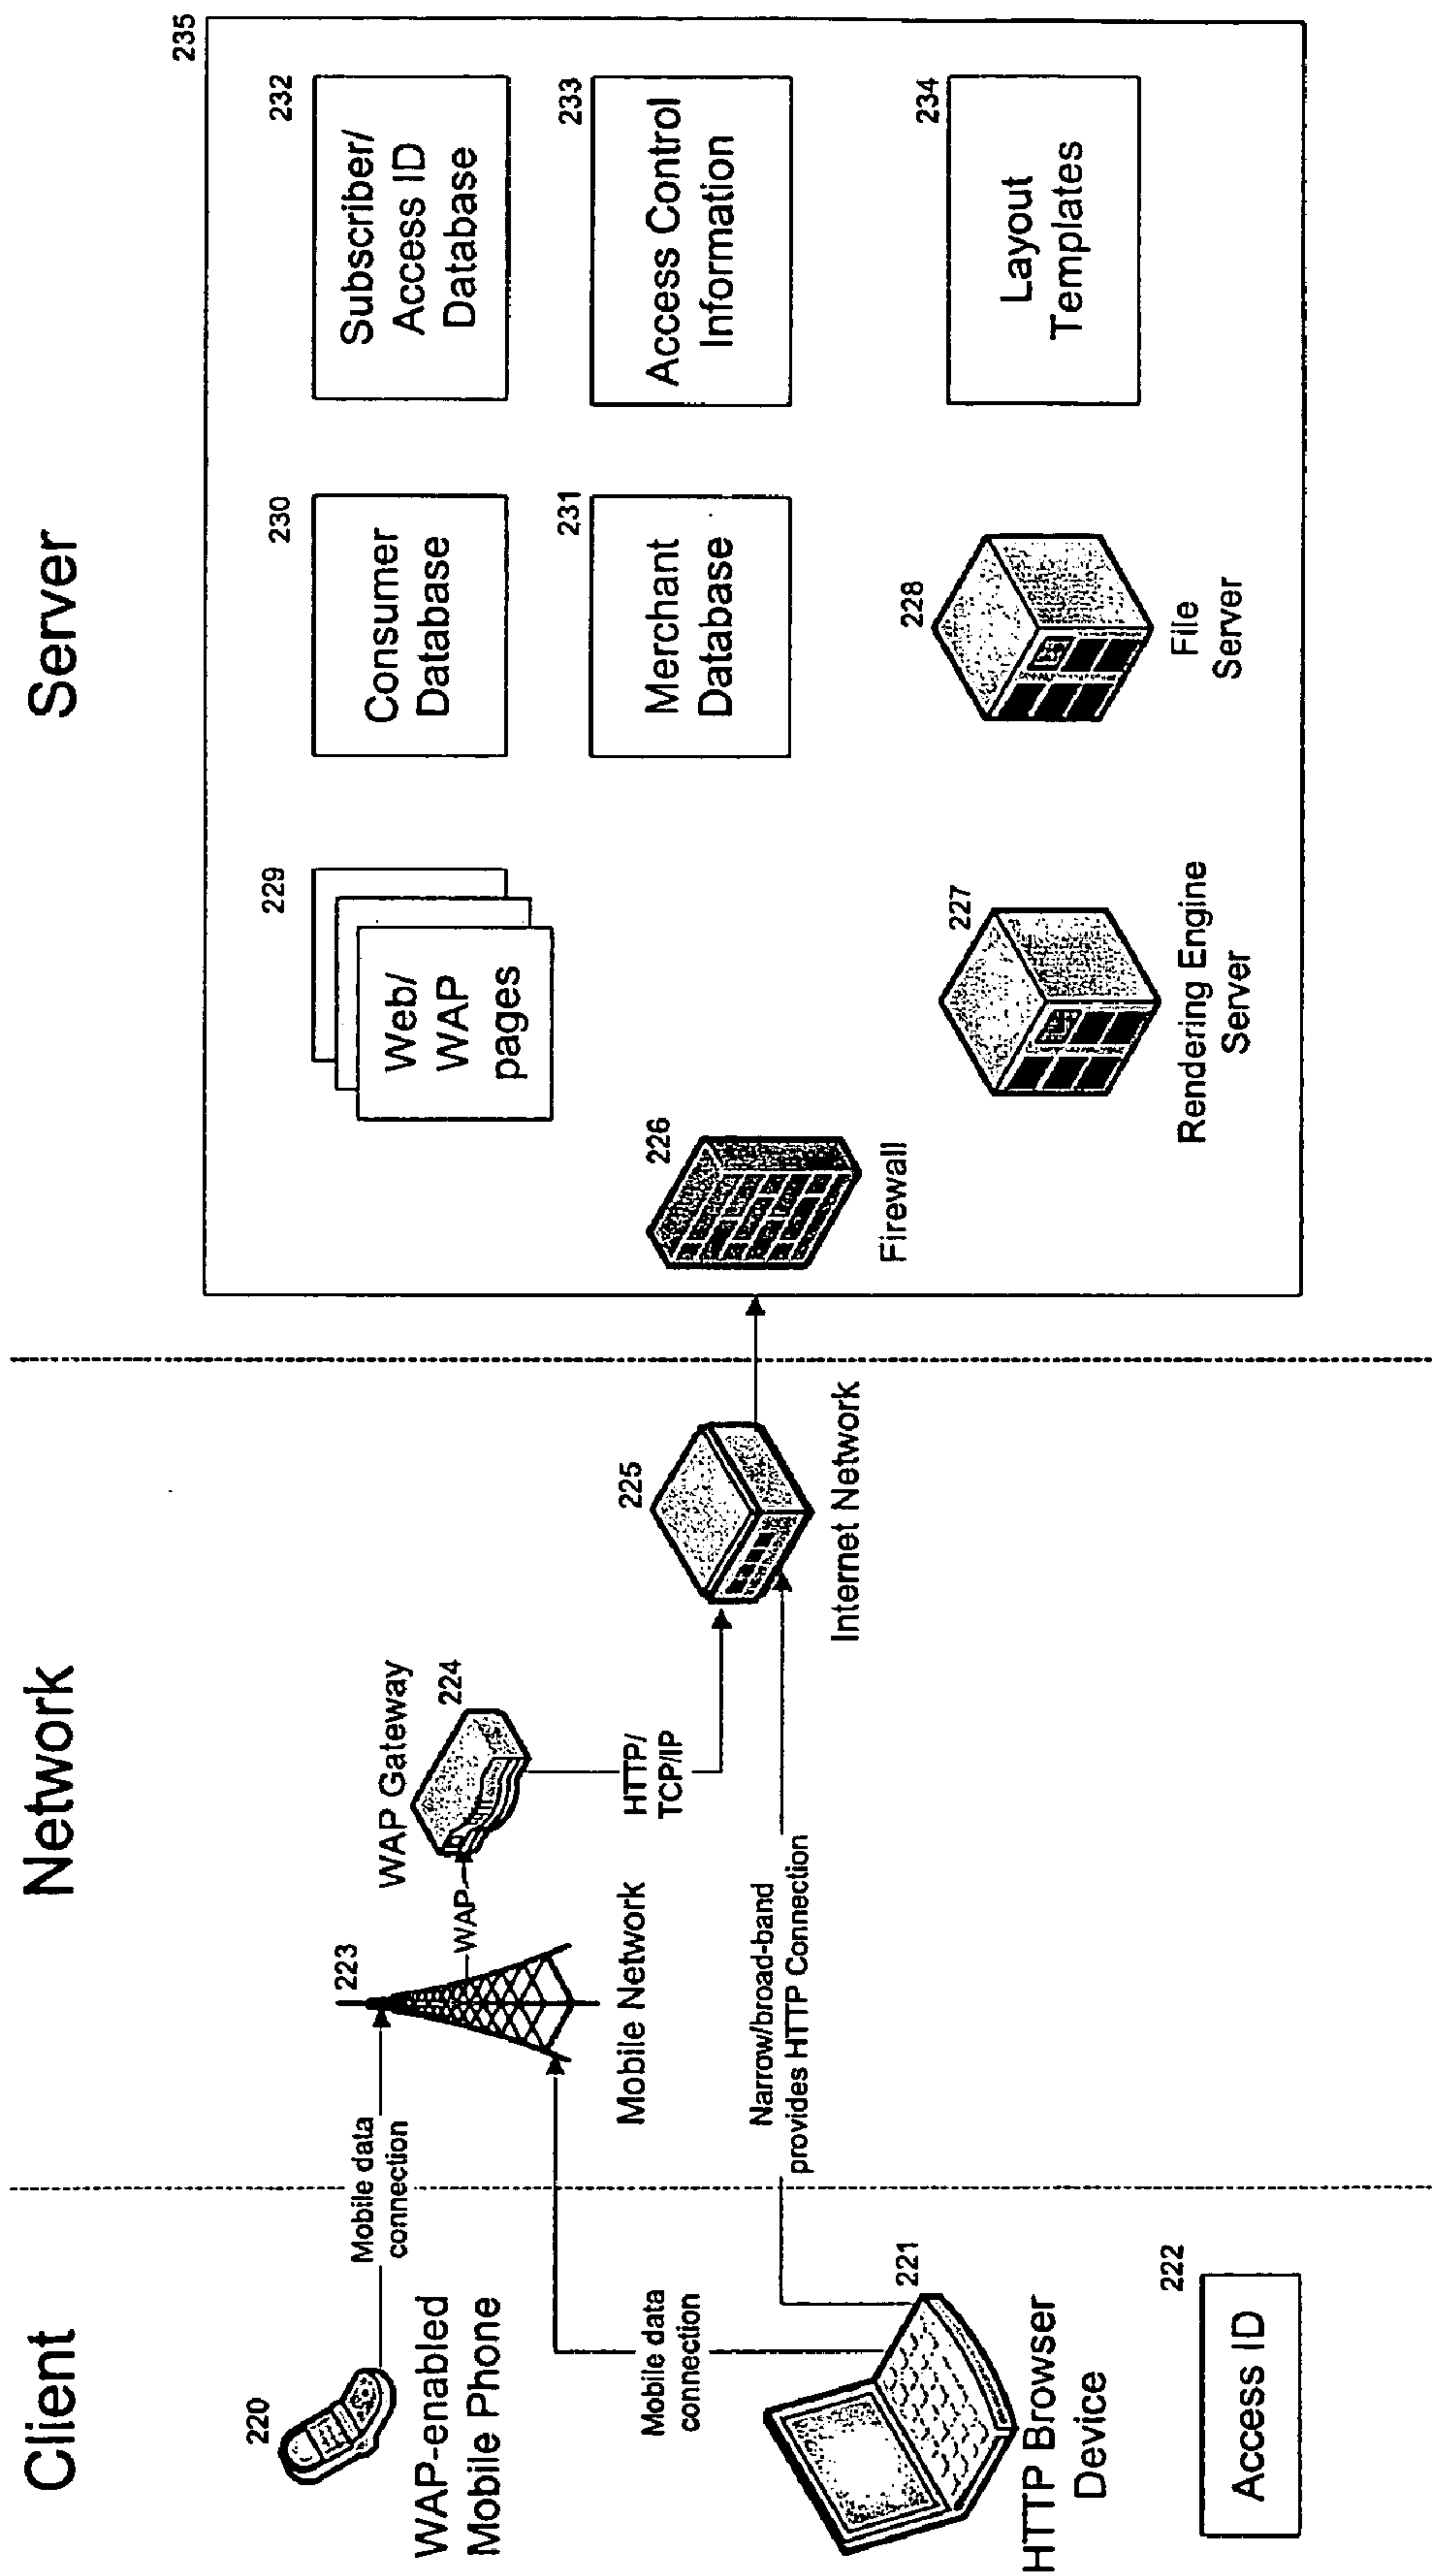 Client
Network
Server
220
WAP-enabled
Mobile Phone
Mobile data
connection
Mobile data
connection
221
HTTP Browser
Device
222
Access ID
223
Mobile Network
WAP
WAP Gateway
224
HTTP/
TCP/IP
Narrow/broad-band
provides HTTP Connection
225
Internet Network
235
226
Firewall
229
Web/
WAP
pages
230
Consumer
Database
232
Subscriber/
Access ID
Database
231
Merchant
Database
233
Access Control
Information
227
Rendering Engine
Server
228
File
Server
234
Layout
Templates